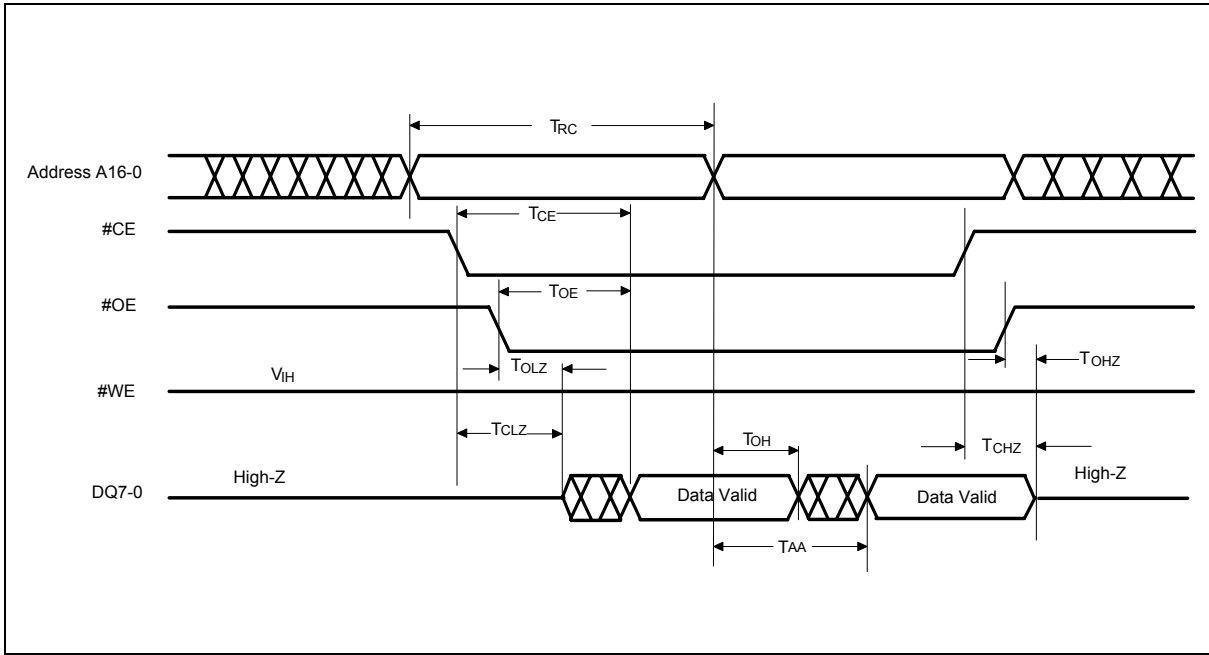 TRC
Address A16-0
TCE
#CE
TOE
#OE
TOLZ
TOHZ
VIH
#WE
TCLZ
TOH
TCHZ
High-Z
DQ7-0
Data Valid
Data Valid
High-Z
TAA